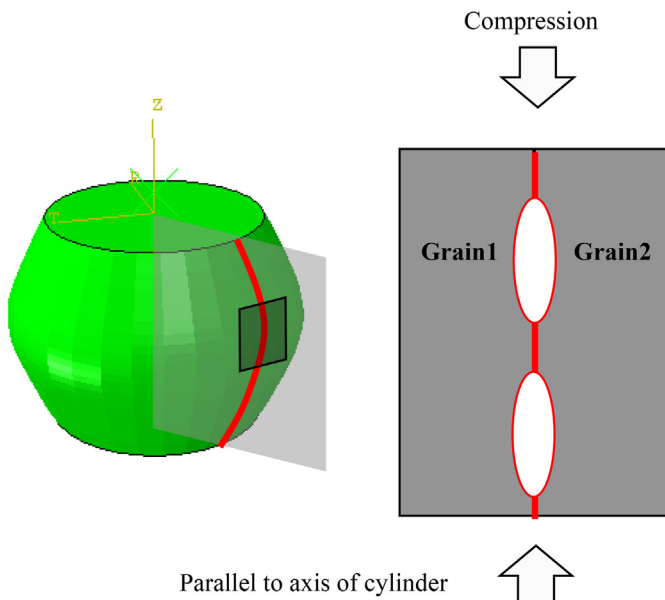 Compression
Z
R
T
Grain1 Grain2
Parallel to axis of cylinder